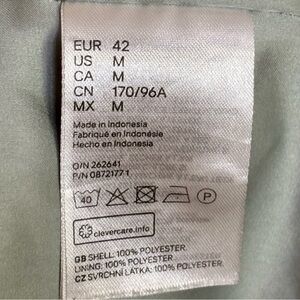 EUR 42
US M
CA M
CN 170/96A
MX M
Made in Indonesia
Fabriqué en Indonésie
Hecho en Indonesia
O/N 262641
P/N 08721771
40 P
clevercare.info
GB SHELL: 100% POLYESTER.
LINING: 100% POLYESTER.
CZ SVRCHNÍ LÁTKA: 100% POLYESTER.